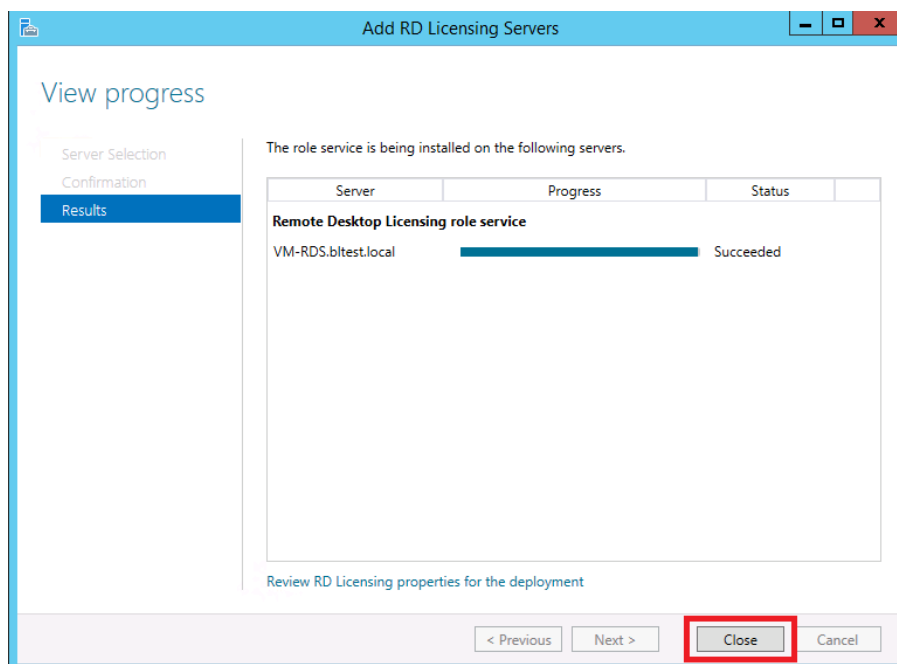 Add RD Licensing Servers
View progress
Server Selection
Confirmation
Results
The role service is being installed on the following servers.
Server Progress Status
Remote Desktop Licensing role service
VM-RDS.bltest.local Succeeded
Review RD Licensing properties for the deployment
< Previous Next > Close Cancel